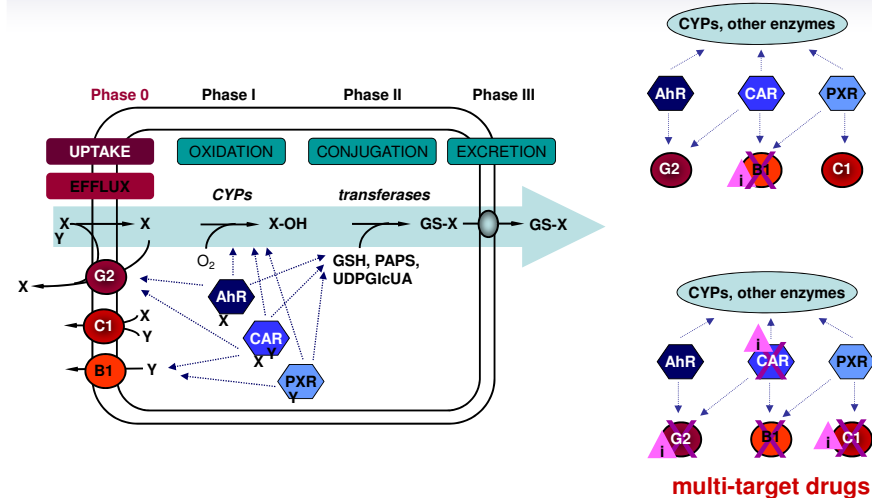 Phase 0 Phase I Phase II Phase III
UPTAKE OXIDATION CONJUGATION EXCRETION
EFFLUX
CYPs transferases
X X X-OH GS-X GS-X
Y
O2
GSH, PAPS,
UDPGlcUA
X
G2
AhR
X
C1
X
Y
CAR
X Y
B1
Y
PXR
Y
CYPs, other enzymes
AhR CAR PXR
G2 B1 C1
i
CYPs, other enzymes
i
AhR CAR PXR
G2 B1 C1
i i
multi-target drugs